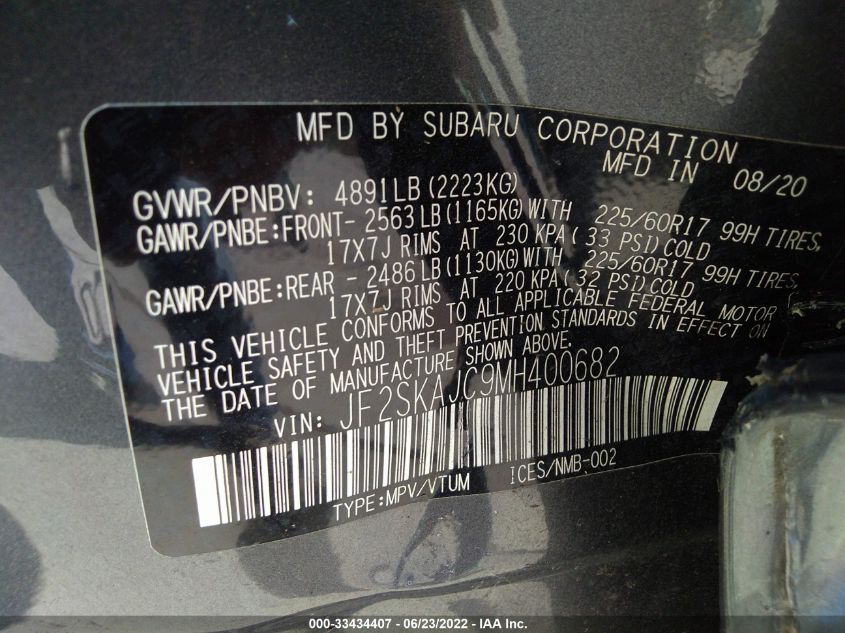 MFD BY SUBARU CORPORATION
MFD IN 08/20
GVWR/PNBV: 4891LB(2223KG)
GAWR/PNBE:FRONT- 2563LB(1165KG)WITH 225/60R17 99H TIRES,
17X7J RIMS AT 230 KPA( 33 PSI)COLD
GAWR/PNBE:REAR - 2486LB(1130KG)WITH 225/60R17 99H TIRES,
17X7J RIMS AT 220 KPA( 32 PSI)COLD
THIS VEHICLE CONFORMS TO ALL APPLICABLE FEDERAL MOTOR
VEHICLE SAFETY AND THEFT PREVENTION STANDARDS IN EFFECT ON
THE DATE OF MANUFACTURE SHOWN ABOVE.
VIN: JF2SKAJC9MH400682
TYPE:MPV/VTUM ICES/NMB-002
000-33434407 - 06/23/2022 - IAA Inc.